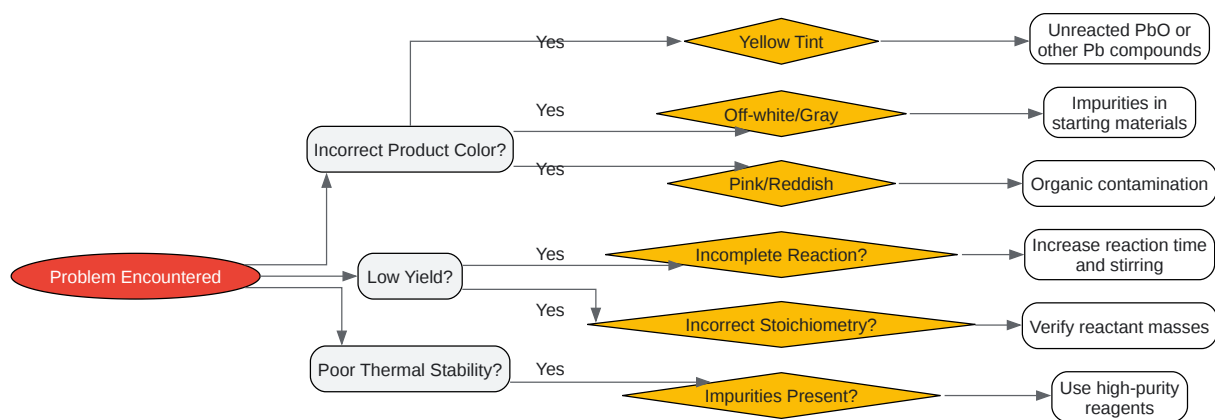 Yes
Yellow Tint
Unreacted PbO or
other Pb compounds
Yes
Off-white/Gray
Impurities in
starting materials
Incorrect Product Color?
Yes
Pink/Reddish
Organic contamination
Problem Encountered
Low Yield?
Yes
Incomplete Reaction?
Increase reaction time
and stirring
Yes
Incorrect Stoichiometry?
Verify reactant masses
Poor Thermal Stability?
Yes
Impurities Present?
Use high-purity
reagents